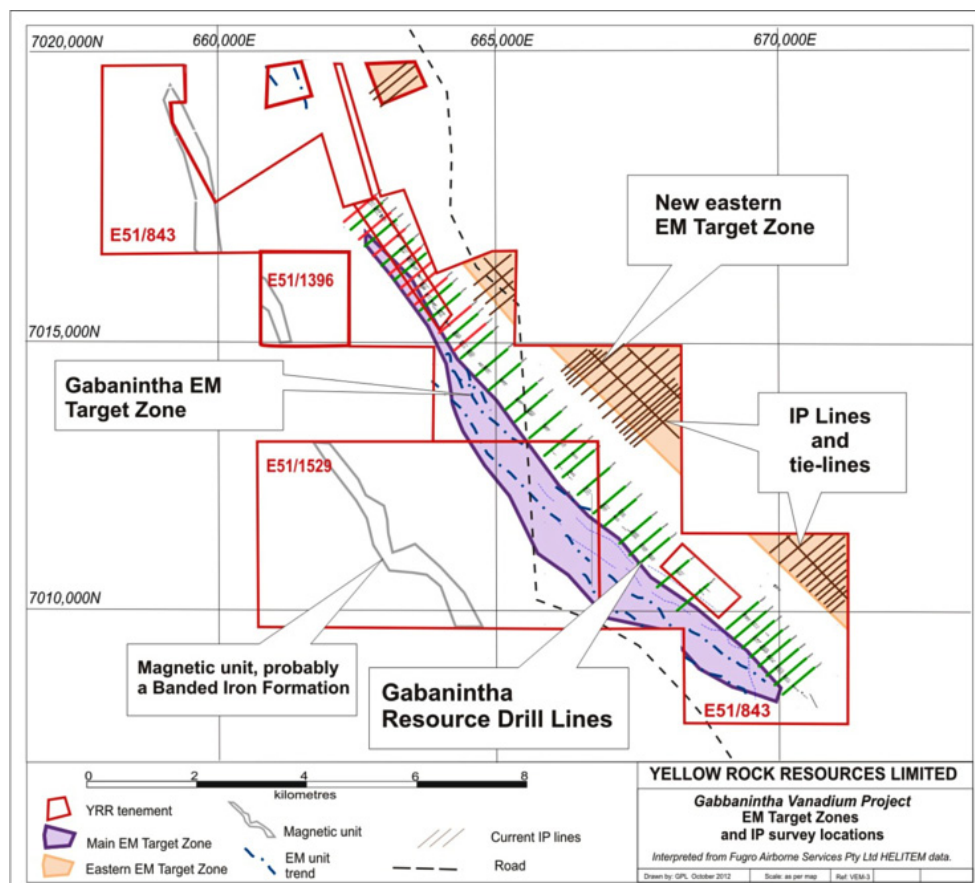 7020,000N
660,000E
665,000E
670,000E
New eastern
EM Target Zone
E51/843
E51/1396
7015,000N
Gabanintha EM
Target Zone
IP Lines
and
tie-lines
E51/1529
7010,000N
Magnetic unit, probably
a Banded Iron Formation
Gabanintha
Resource Drill Lines
E51/843
0 2 4 6 8
kilometres
YRR tenement
Main EM Target Zone
Eastern EM Target Zone
Magnetic unit
EM unit
trend
Current IP lines
Road
YELLOW ROCK RESOURCES LIMITED
Gabbanintha Vanadium Project
EM Target Zones
and IP survey locations
Interpreted from Fugro Airborne Services Pty Ltd HELITEM data.
Drawn by: GPL October 2012 Scale: as per map Ref: VEM-3